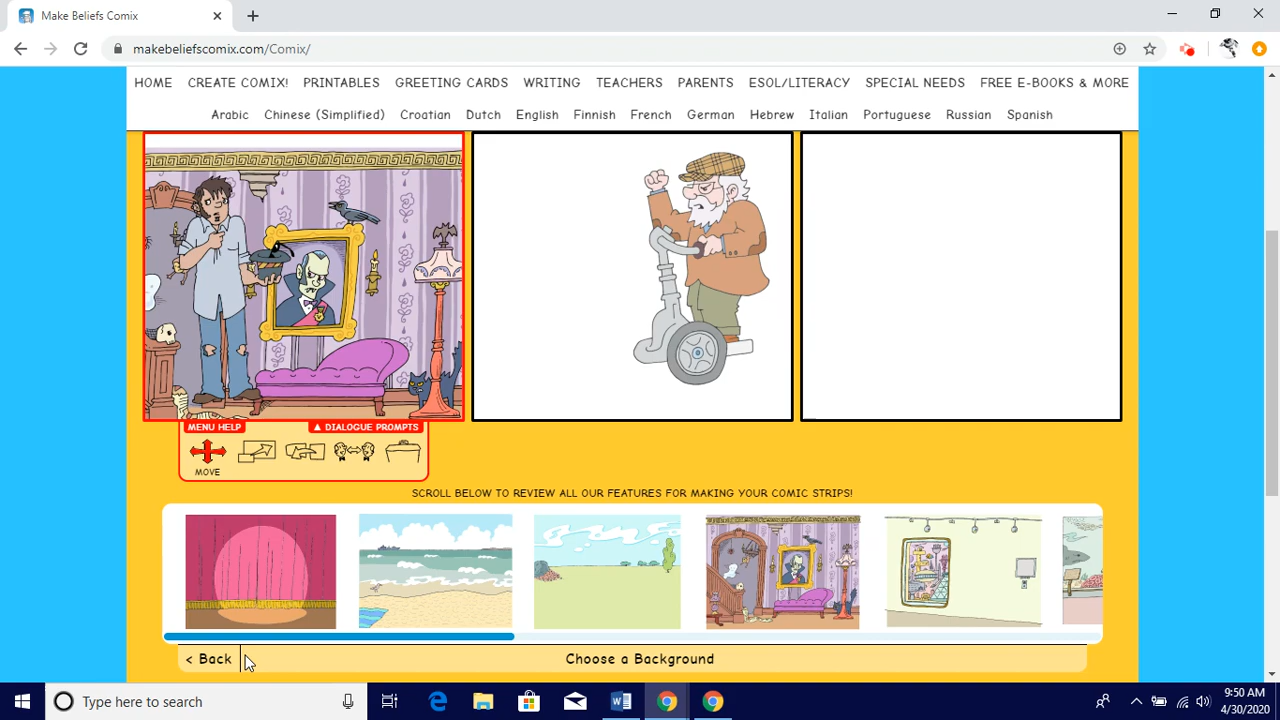 Make Beliefs Comix
makebeliefscomix.com/Comix/
HOME CREATE COMIX! PRINTABLES GREETING CARDS WRITING TEACHERS PARENTS ESOL/LITERACY SPECIAL NEEDS FREE E-BOOKS & MORE
Arabic Chinese (Simplified) Croatian Dutch English Finnish French German Hebrew Italian Portuguese Russian Spanish
MENU HELP ▲ DIALOGUE PROMPTS
MOVE
SCROLL BELOW TO REVIEW ALL OUR FEATURES FOR MAKING YOUR COMIC STRIPS!
< Back Choose a Background
Type here to search
9:50 AM
4/30/2020